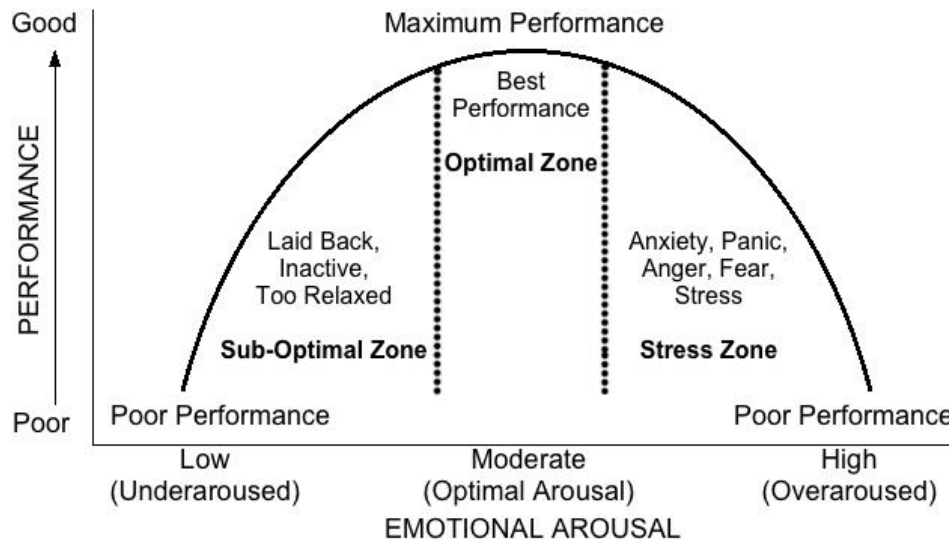 Good
Maximum Performance
Best
Performance
Optimal Zone
PERFORMANCE
Laid Back,
Inactive,
Too Relaxed
Sub-Optimal Zone
Anxiety, Panic,
Anger, Fear,
Stress
Stress Zone
Poor
Poor Performance
Poor Performance
Low
(Underaroused)
Moderate
(Optimal Arousal)
High
(Overaroused)
EMOTIONAL AROUSAL